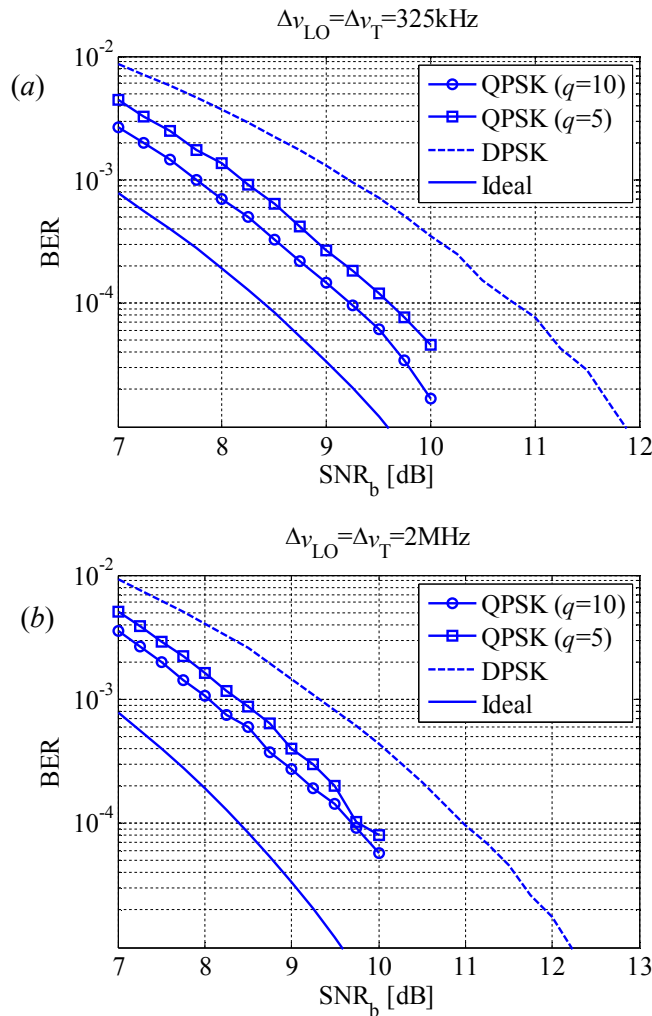 Δν_LO=Δν_T=325kHz
(a)
10^-2
10^-3
10^-4
BER
QPSK (q=10)
QPSK (q=5)
DPSK
Ideal
7 8 9 10 11 12
SNR_b [dB]
Δν_LO=Δν_T=2MHz
(b)
10^-2
10^-3
10^-4
BER
QPSK (q=10)
QPSK (q=5)
DPSK
Ideal
7 8 9 10 11 12 13
SNR_b [dB]